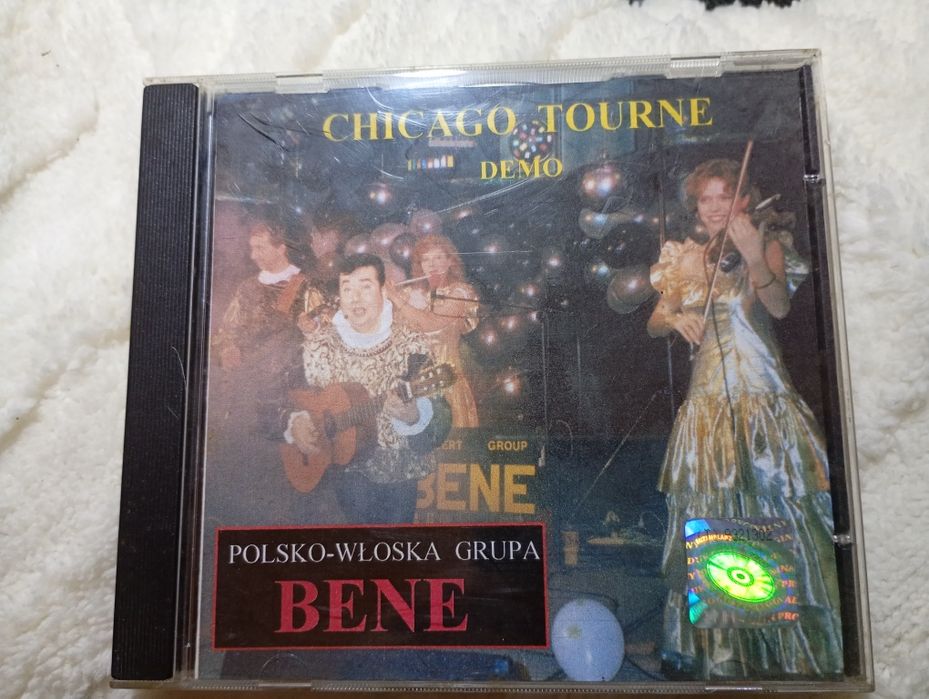 CHICAGO TOURNE
DEMO
GROUP
BENE
POLSKO-WŁOSKA GRUPA
BENE